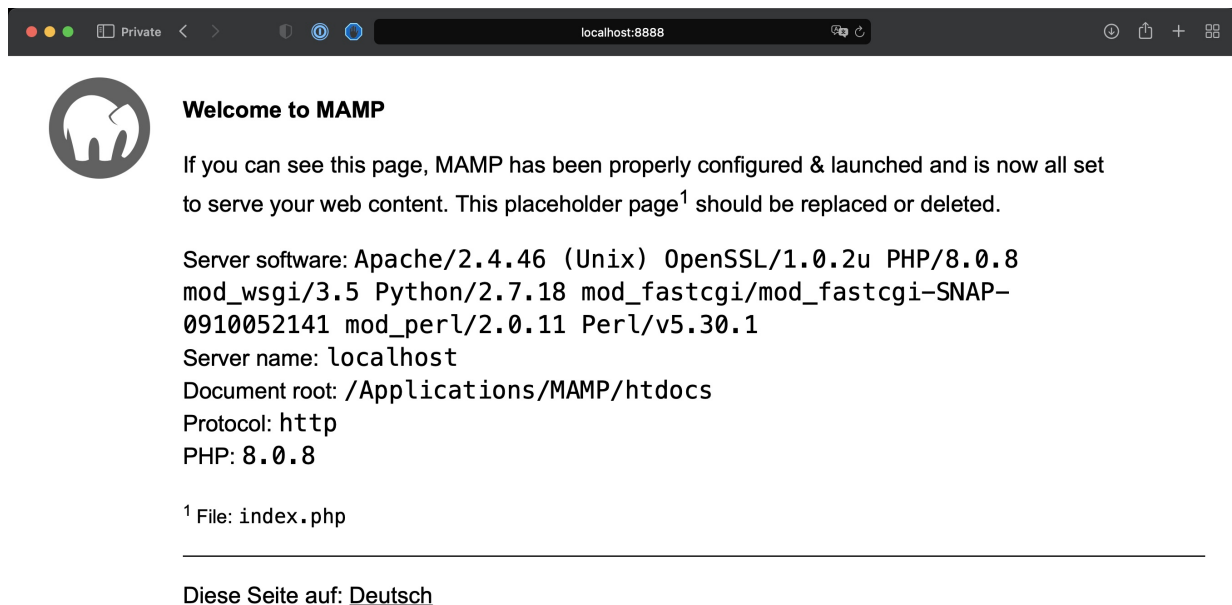 Private
localhost:8888
Welcome to MAMP
If you can see this page, MAMP has been properly configured & launched and is now all set
to serve your web content. This placeholder page¹ should be replaced or deleted.
Server software: Apache/2.4.46 (Unix) OpenSSL/1.0.2u PHP/8.0.8
mod_wsgi/3.5 Python/2.7.18 mod_fastcgi/mod_fastcgi-SNAP-
0910052141 mod_perl/2.0.11 Perl/v5.30.1
Server name: localhost
Document root: /Applications/MAMP/htdocs
Protocol: http
PHP: 8.0.8
¹ File: index.php
Diese Seite auf: Deutsch